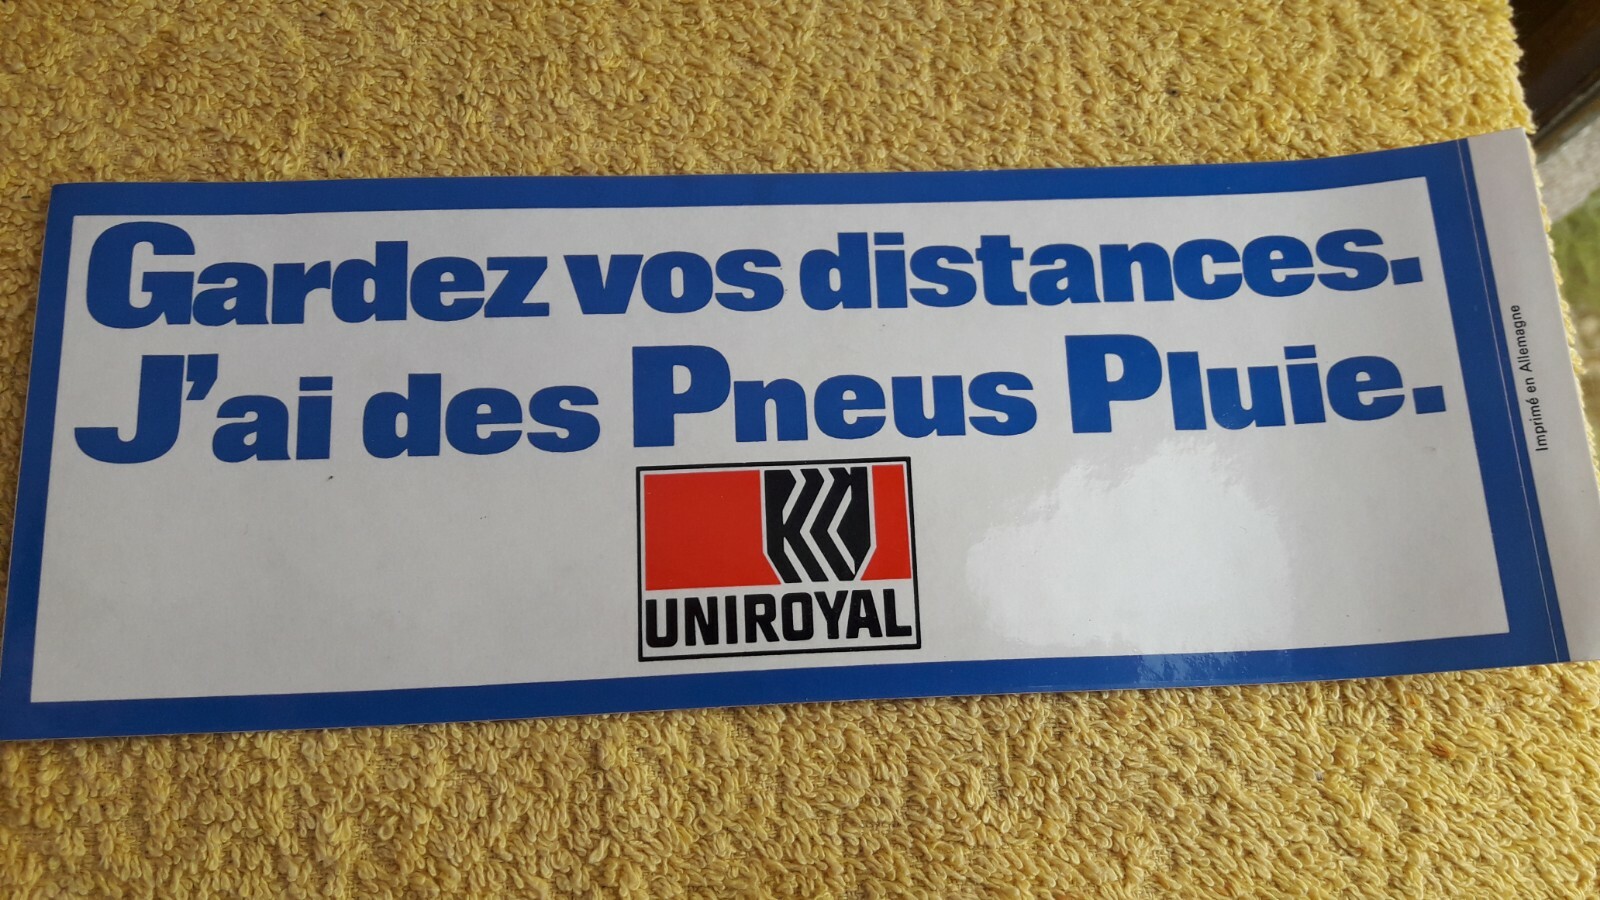 Gardez vos distances.
J'ai des Pneus Pluie.
UNIROYAL
Imprimé en Allemagne